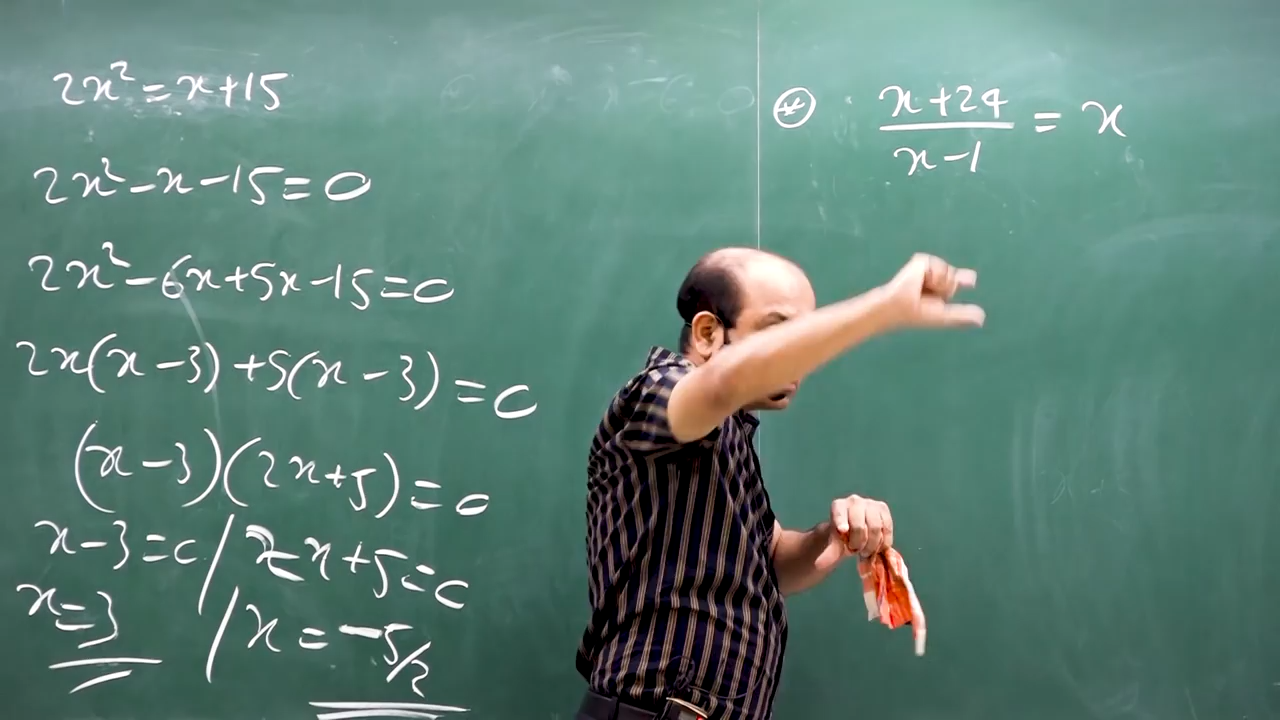 2x² = x+15
2x² - x - 15 = 0
2x² - 6x + 5x - 15 = 0
2x(x - 3) + 5(x - 3) = 0
(x - 3)(2x + 5) = 0
x - 3 = 0 / 2x + 5 = 0
x = 3 / x = -5/2
⊛ (x+24)/(x-1) = x